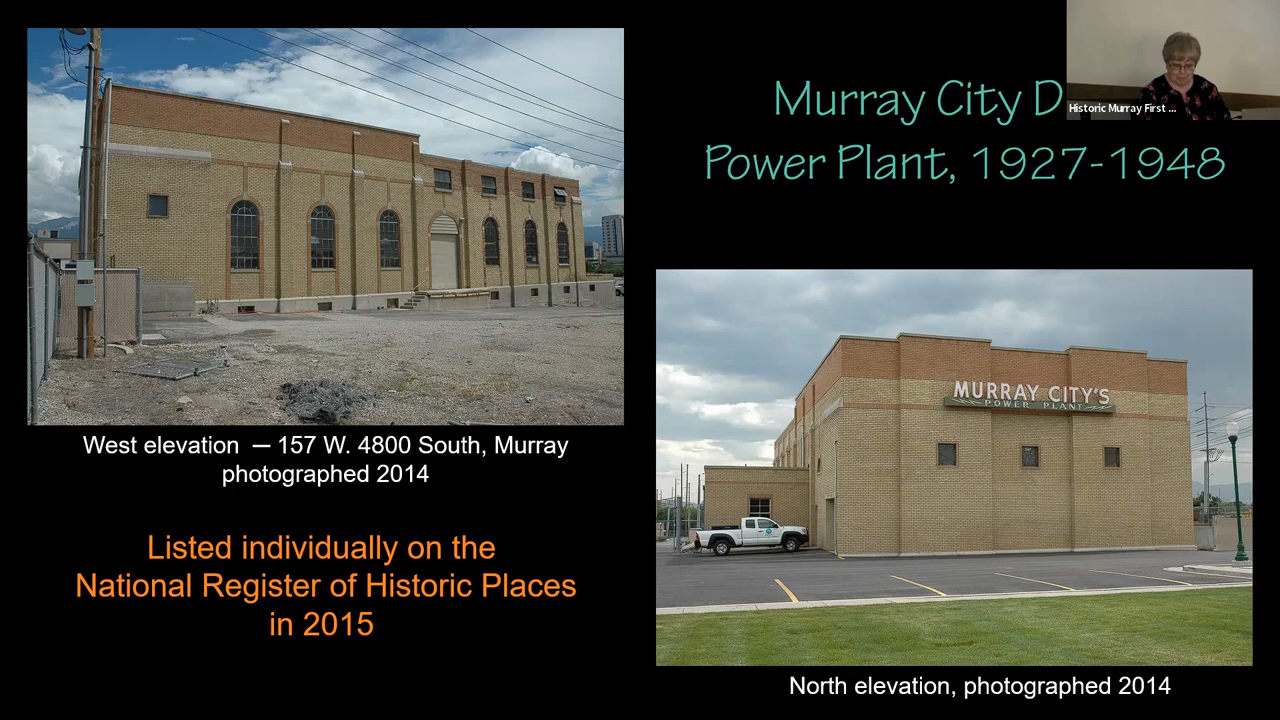 Murray City D
Power Plant, 1927-1948
Historic Murray First ...
West elevation — 157 W. 4800 South, Murray
photographed 2014
Listed individually on the
National Register of Historic Places
in 2015
MURRAY CITY'S
POWER PLANT
North elevation, photographed 2014